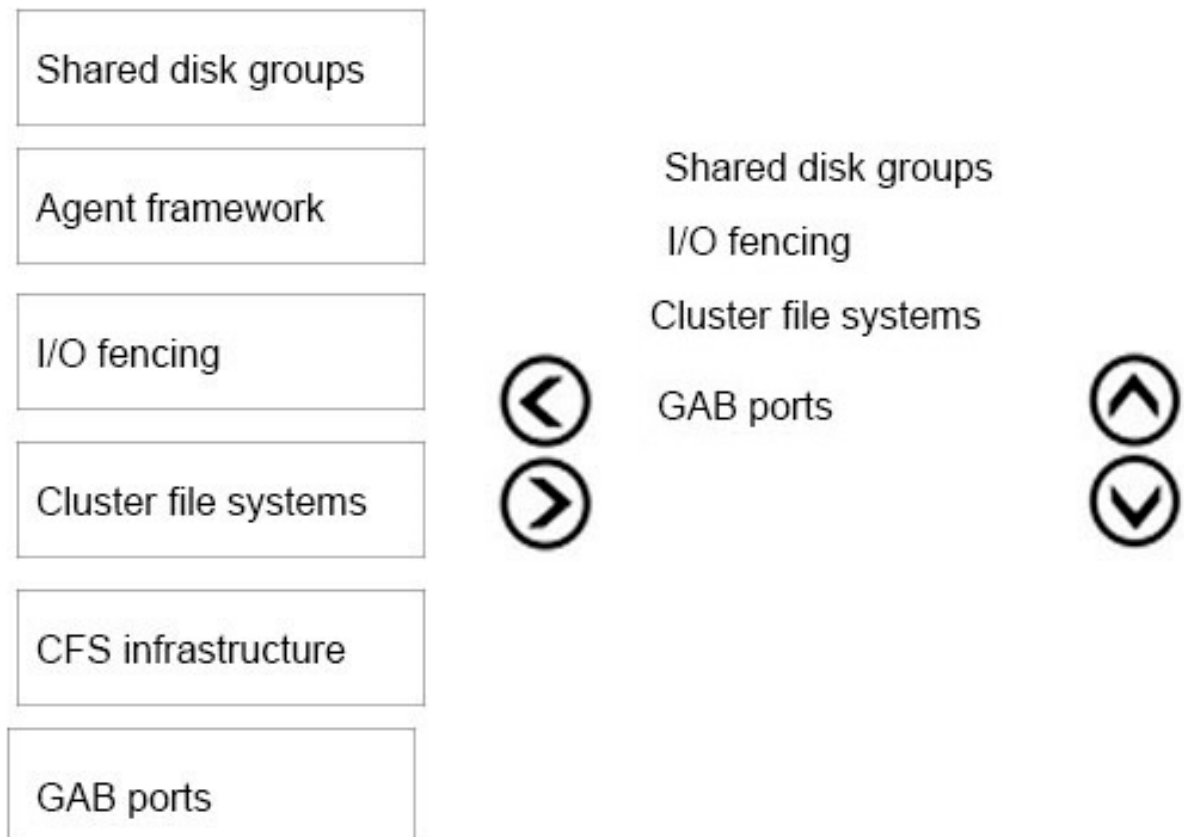 Shared disk groups
Agent framework
I/O fencing
Cluster file systems
CFS infrastructure
GAB ports
Shared disk groups
I/O fencing
Cluster file systems
GAB ports